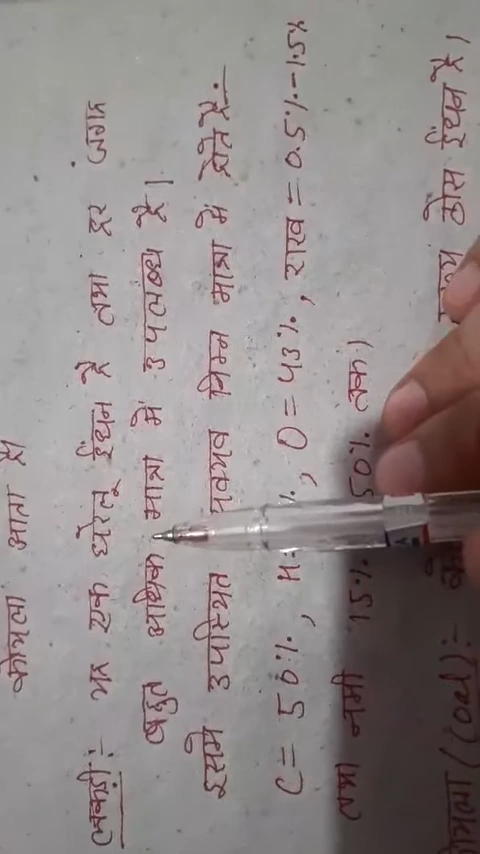 कोयला आता है।
लकड़ी:- यह एक घरेलू ईंधन है तथा हर जगह
बहुत अधिक मात्रा में उपलब्ध है।
इसमें उपस्थित अवयव निम्न मात्रा में होते है:-
C = 50%, H= %, O = 43%, राख = 0.5%-1.5%
तथा नमी 15% 50% तक।
कोयला (Coal):- ठोस ईंधन है।